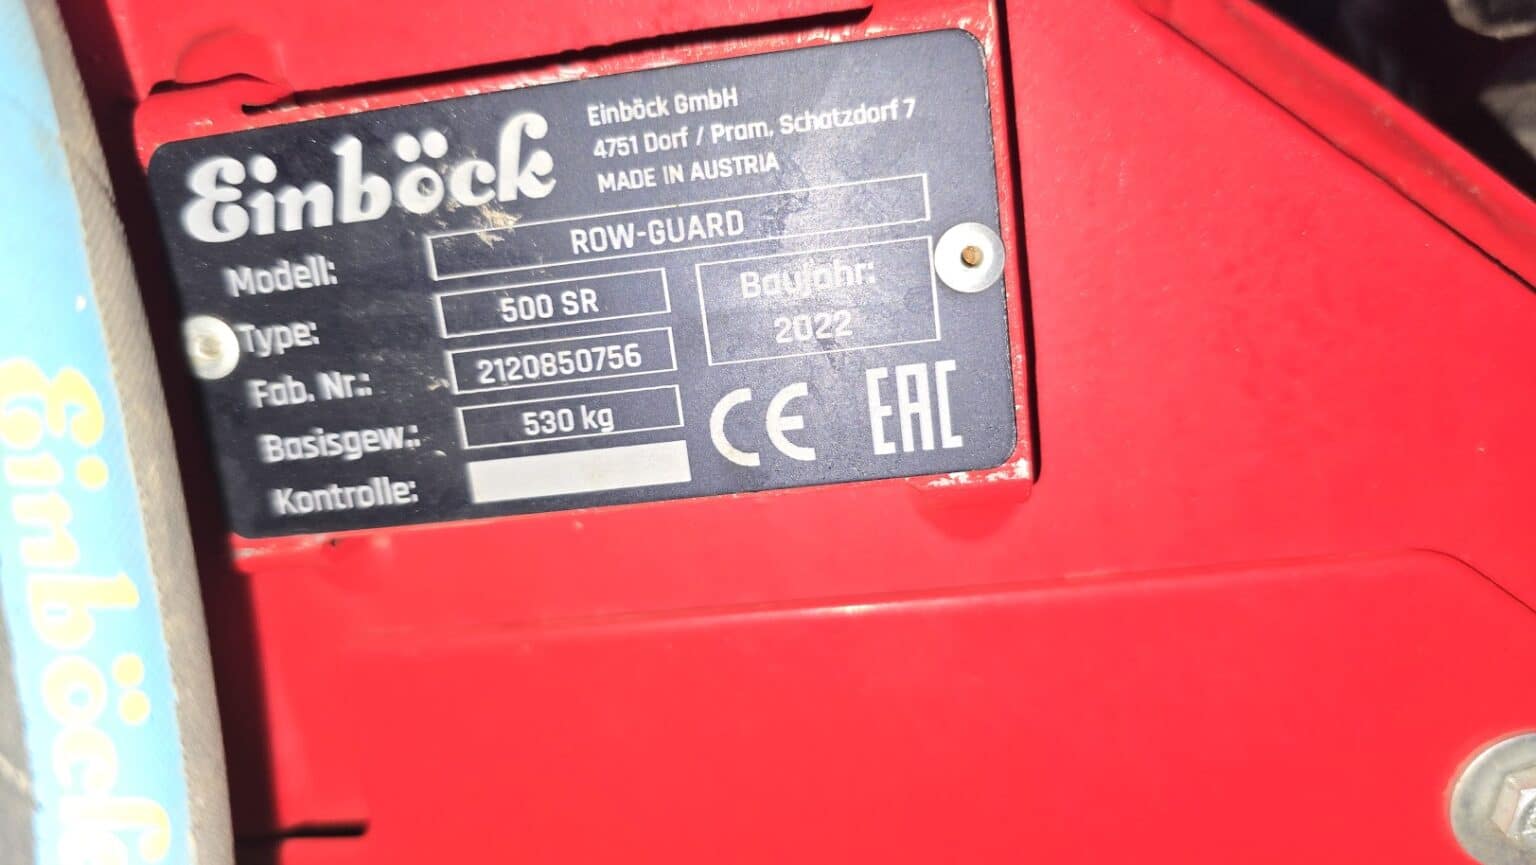 Einböck
Einböck GmbH
4751 Dorf / Pram, Schatzdorf 7
MADE IN AUSTRIA
Modell: ROW-GUARD
Type: 500 SR
Baujahr:
2022
Fab. Nr.: 2120850756
Basisgew.: 530 kg
Kontrolle:
CE EAC
Einböck